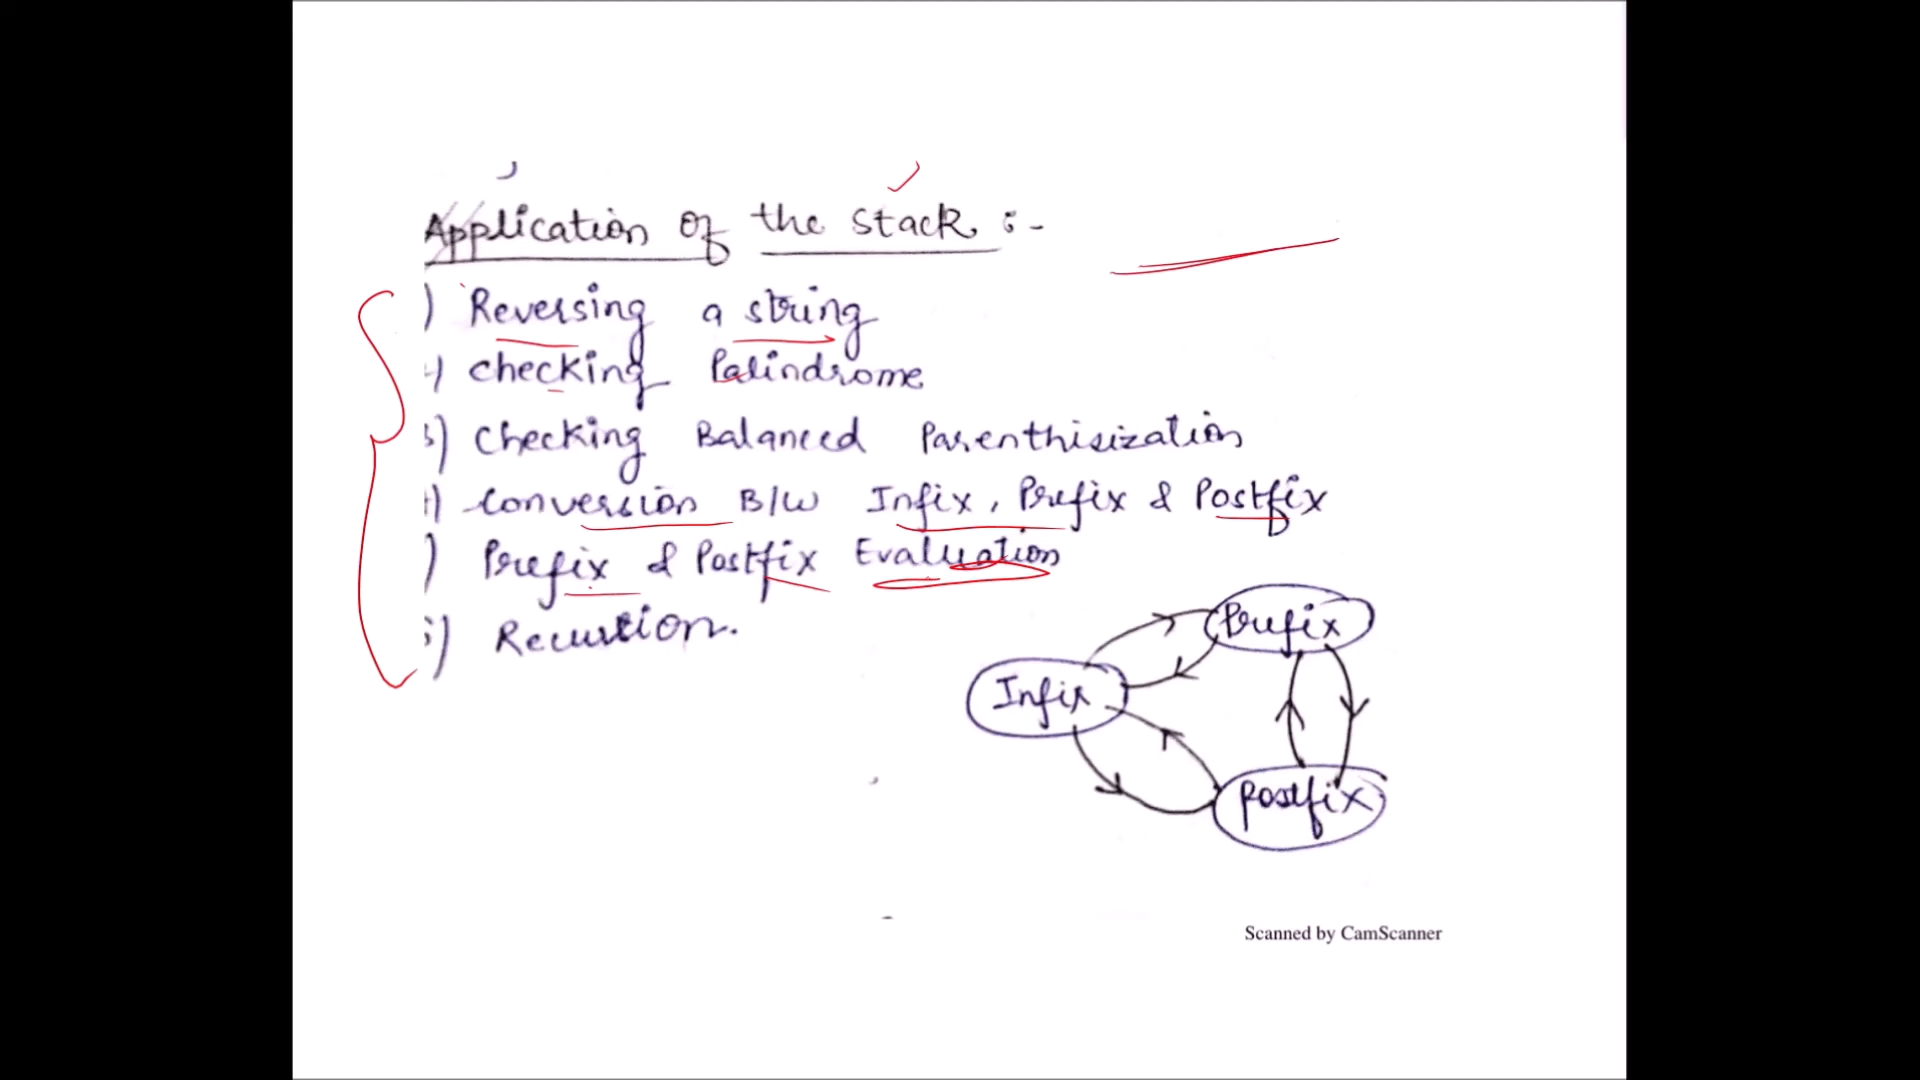 Application of the stack :-
) Reversing a string
) checking Palindrome
3) checking Balanced Parenthisization
) conversion B/W Infix, Prefix & Postfix
) Prefix & Postfix Evaluation
) Recursion.
Prefix
Infix
Postfix
Scanned by CamScanner